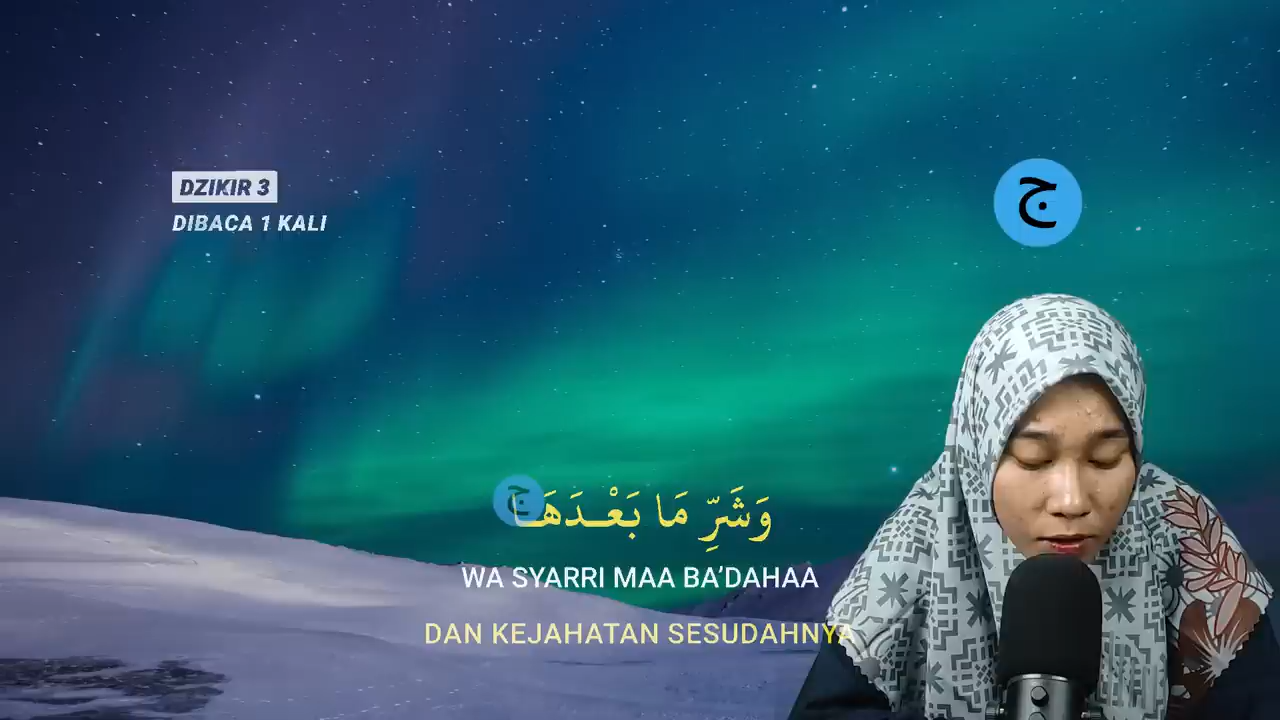 DZIKIR 3
DIBACA 1 KALI
ج
ج
وَشَرِّ مَا بَعْدَهَا
WA SYARRI MAA BA’DAHAA
DAN KEJAHATAN SESUDAHNYA